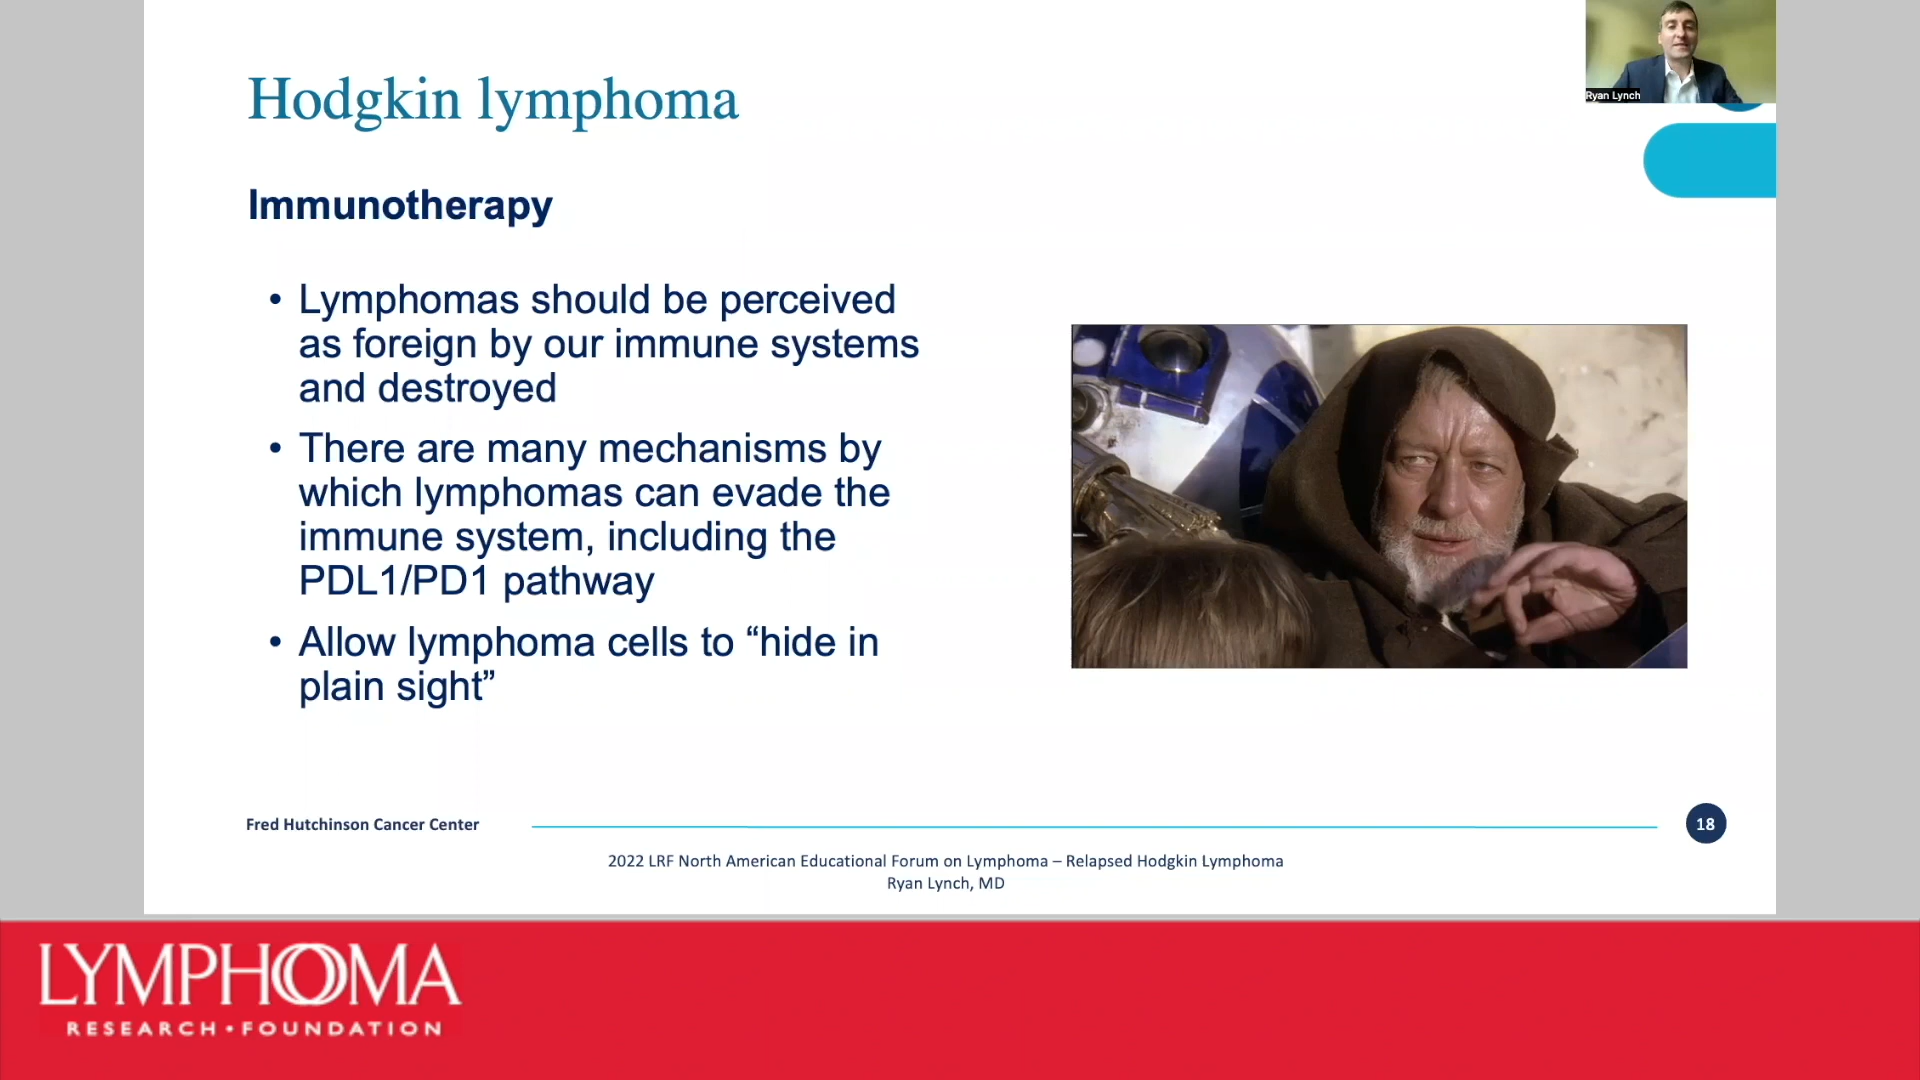 Ryan Lynch
Hodgkin lymphoma
Immunotherapy
• Lymphomas should be perceived
as foreign by our immune systems
and destroyed
• There are many mechanisms by
which lymphomas can evade the
immune system, including the
PDL1/PD1 pathway
• Allow lymphoma cells to “hide in
plain sight”
Fred Hutchinson Cancer Center
18
2022 LRF North American Educational Forum on Lymphoma – Relapsed Hodgkin Lymphoma
Ryan Lynch, MD
LYMPHOMA
RESEARCH • FOUNDATION